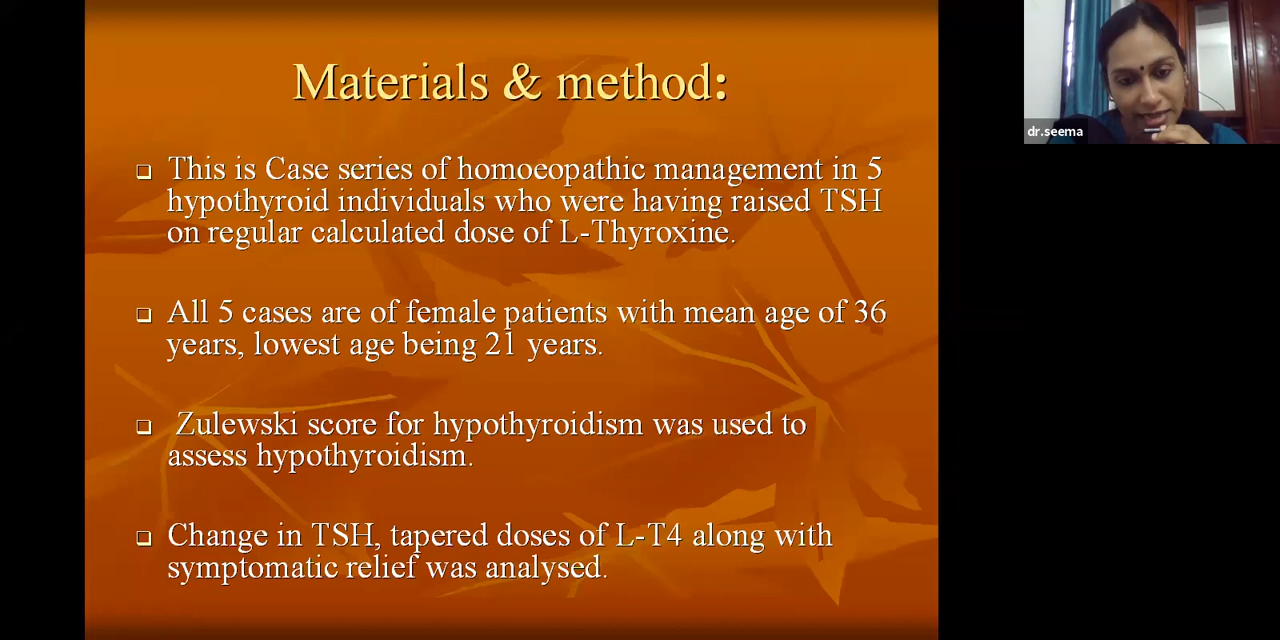 Materials & method:
This is Case series of homoeopathic management in 5
hypothyroid individuals who were having raised TSH
on regular calculated dose of L-Thyroxine.
All 5 cases are of female patients with mean age of 36
years, lowest age being 21 years.
Zulewski score for hypothyroidism was used to
assess hypothyroidism.
Change in TSH, tapered doses of L-T4 along with
symptomatic relief was analysed.
dr.seema